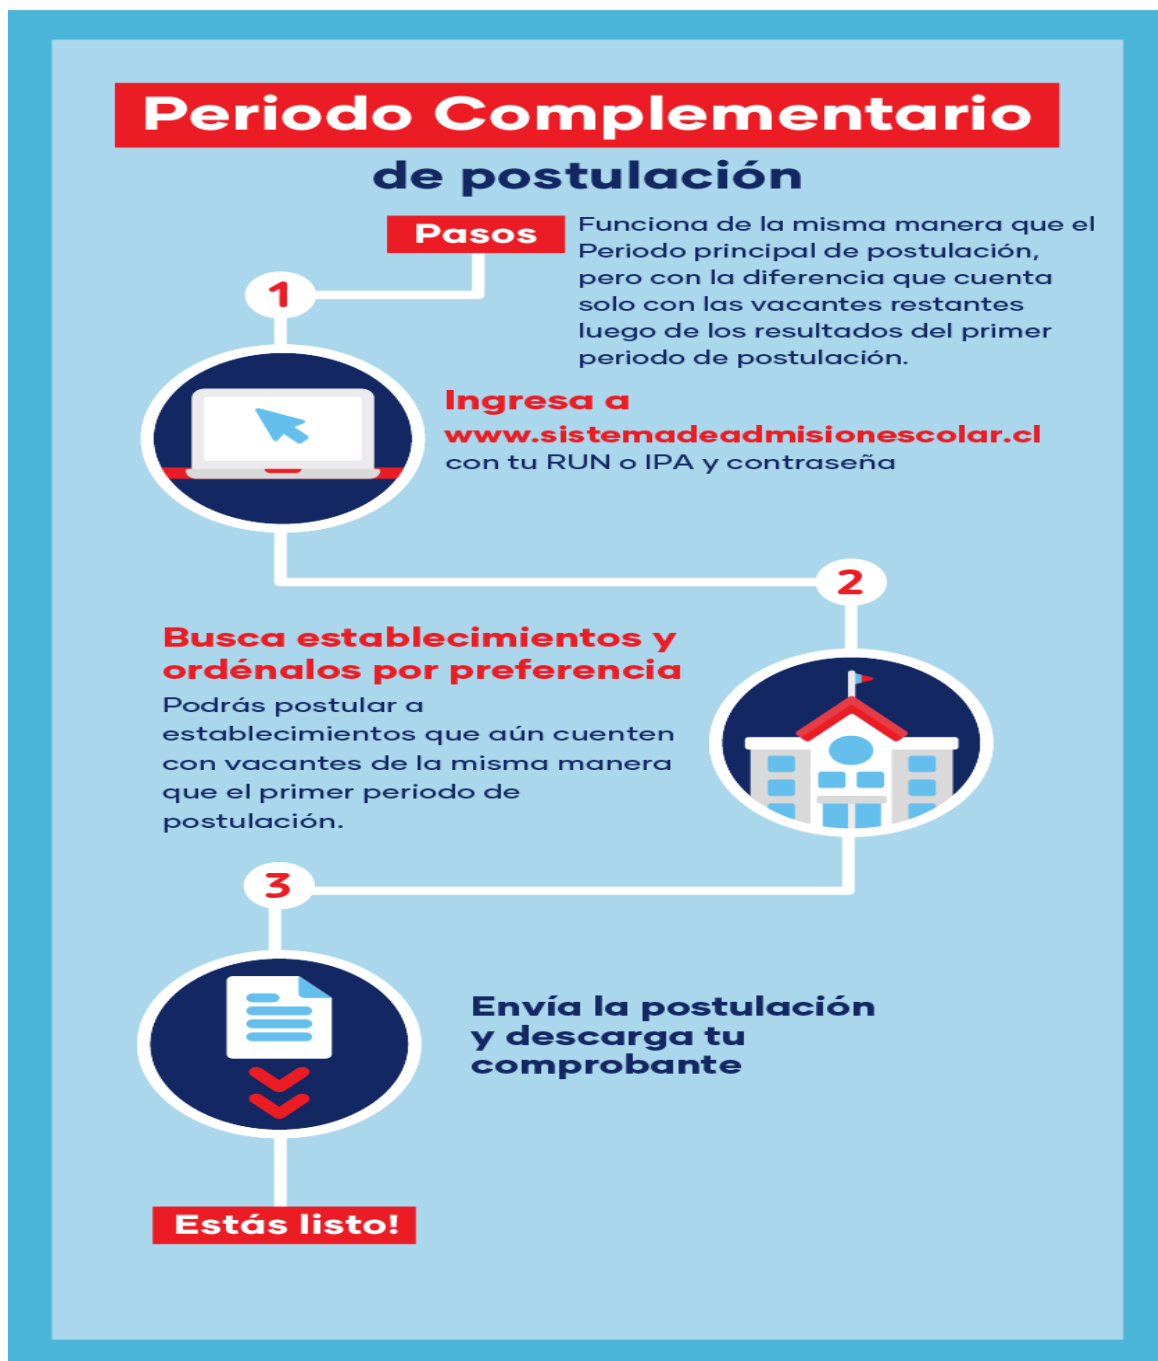 Periodo Complementario
de postulación
Pasos
Funciona de la misma manera que el
Periodo principal de postulación,
pero con la diferencia que cuenta
solo con las vacantes restantes
luego de los resultados del primer
periodo de postulación.
1
Ingresa a
www.sistemadeadmisionescolar.cl
con tu RUN o IPA y contraseña
2
Busca establecimientos y
ordénalos por preferencia
Podrás postular a
establecimientos que aún cuenten
con vacantes de la misma manera
que el primer periodo de
postulación.
3
Envía la postulación
y descarga tu
comprobante
Estás listo!